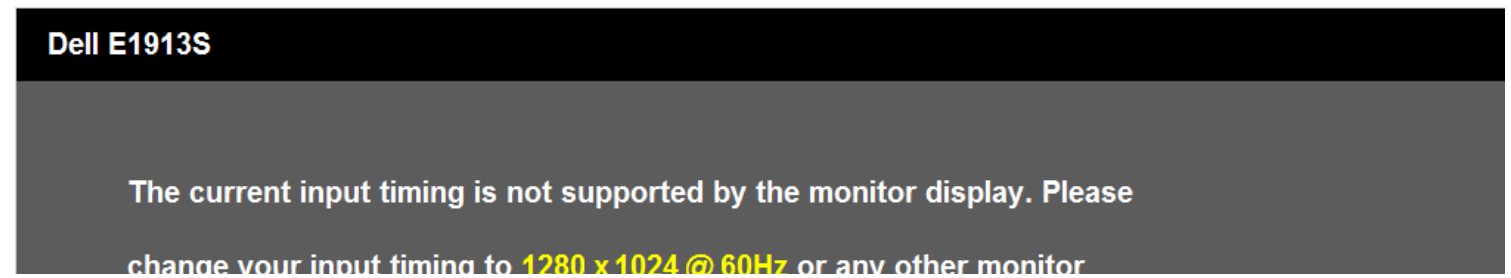 Dell E1913S
The current input timing is not supported by the monitor display. Please
change your input timing to 1280 x 1024 @ 60Hz or any other monitor